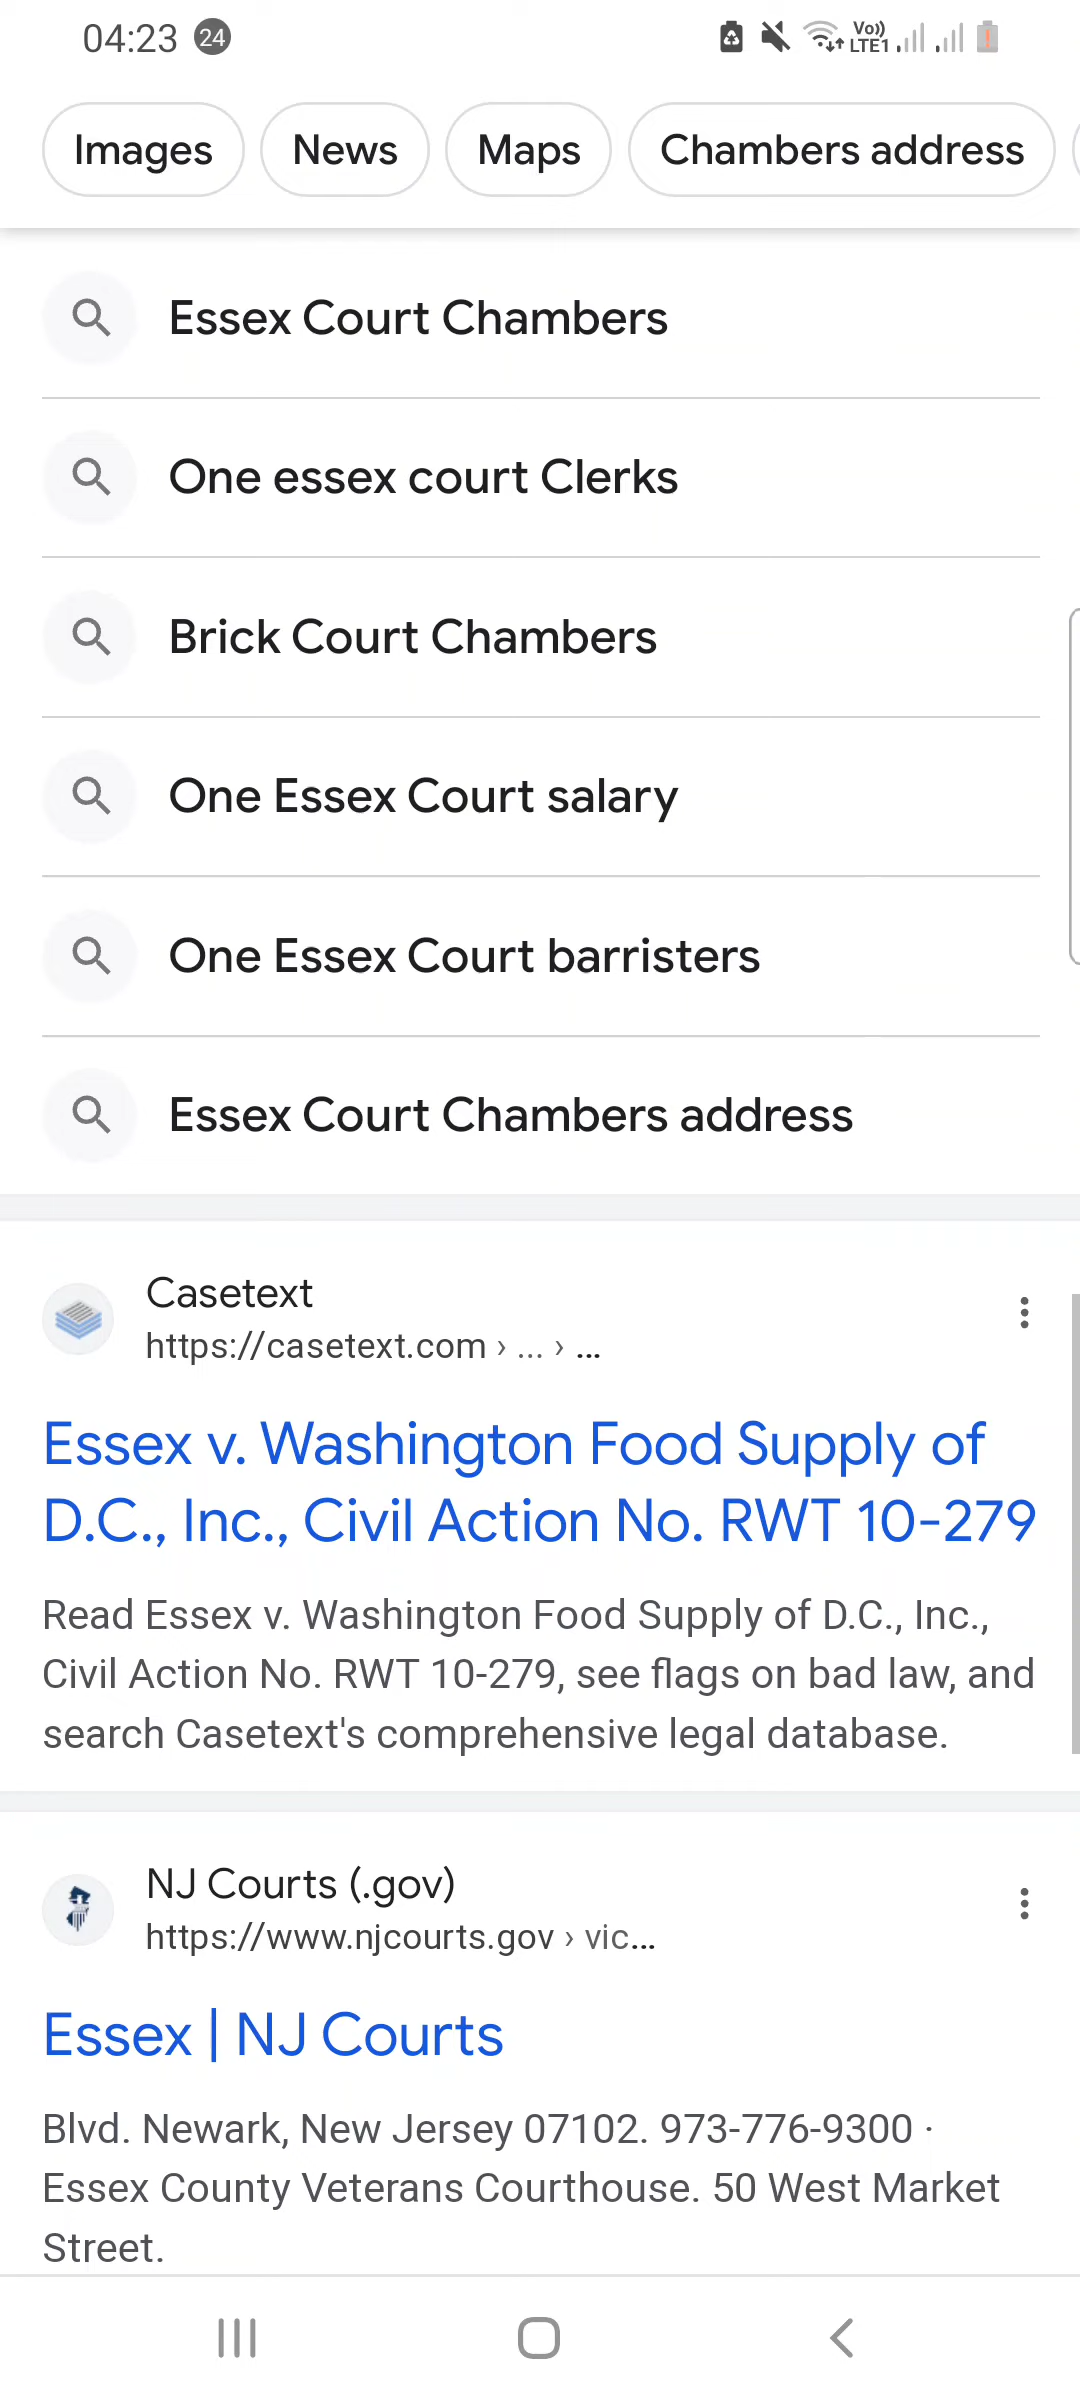 04:23 24 Vo)) LTE1
Images News Maps Chambers address
Essex Court Chambers
One essex court Clerks
Brick Court Chambers
One Essex Court salary
One Essex Court barristers
Essex Court Chambers address
Casetext
https://casetext.com › ... › ...
Essex v. Washington Food Supply of
D.C., Inc., Civil Action No. RWT 10-279
Read Essex v. Washington Food Supply of D.C., Inc.,
Civil Action No. RWT 10-279, see flags on bad law, and
search Casetext's comprehensive legal database.
NJ Courts (.gov)
https://www.njcourts.gov › vic...
Essex | NJ Courts
Blvd. Newark, New Jersey 07102. 973-776-9300 ·
Essex County Veterans Courthouse. 50 West Market
Street.